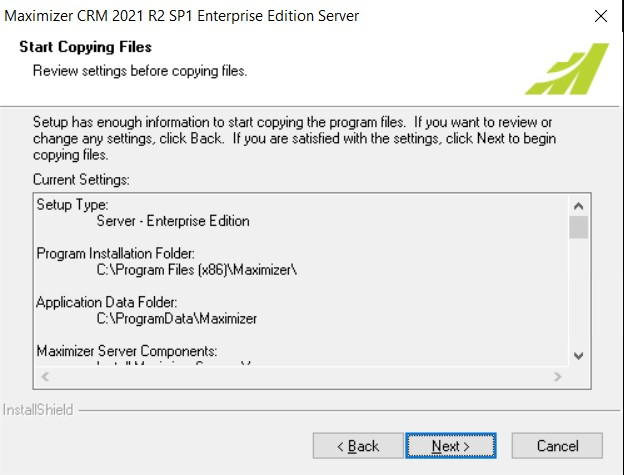 Maximizer CRM 2021 R2 SP1 Enterprise Edition Server
Start Copying Files
Review settings before copying files.
Setup has enough information to start copying the program files. If you want to review or
change any settings, click Back. If you are satisfied with the settings, click Next to begin
copying files.
Current Settings:
Setup Type:
Server - Enterprise Edition
Program Installation Folder:
C:\Program Files (x86)\Maximizer\
Application Data Folder:
C:\ProgramData\Maximizer
Maximizer Server Components:
InstallShield
< Back
Next >
Cancel